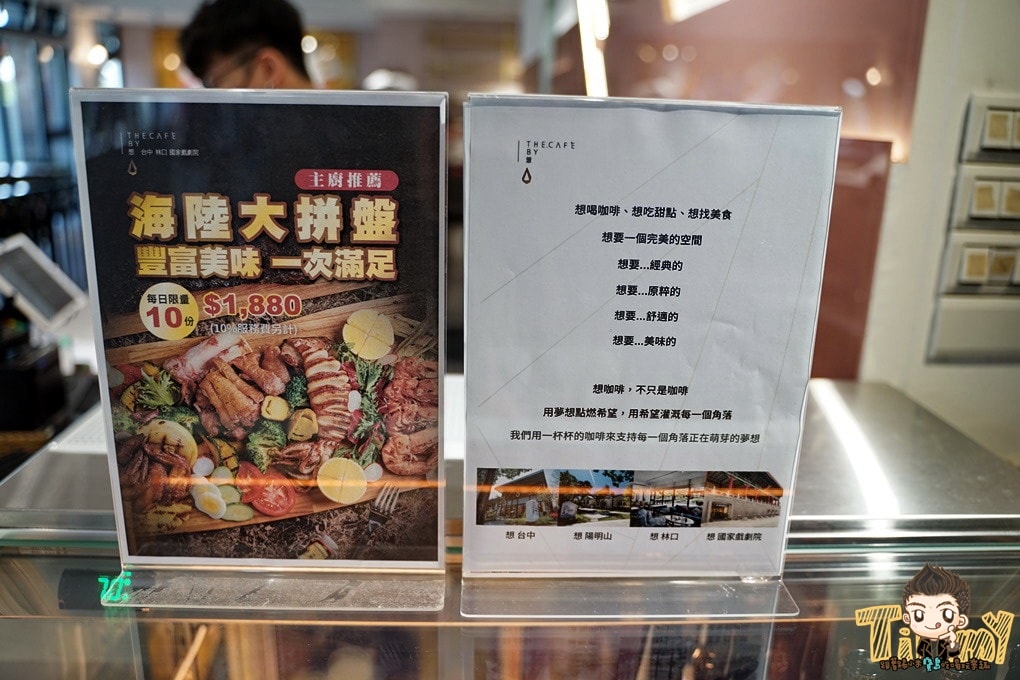 THECAFE
BY
想 台中 林口 國家戲劇院
主廚推薦
海陸大拼盤
豐富美味 一次滿足
每日限量
10份
$1,880
(10%服務費另計)
THECAFE
BY
想
想喝咖啡、想吃甜點、想找美食
想要一個完美的空間
想要...經典的
想要...原粹的
想要...舒適的
想要...美味的
想咖啡，不只是咖啡
用夢想點燃希望，用希望灌溉每一個角落
我們用一杯杯的咖啡來支持每一個角落正在萌芽的夢想
想 台中
想 陽明山
想 林口
想 國家戲劇院